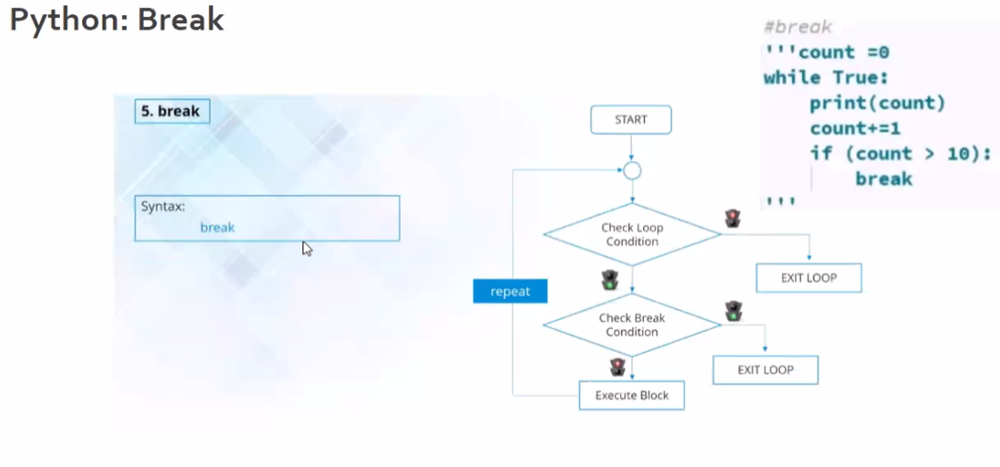 Python: Break
5. break
Syntax:
break
#break
'''count =0
while True:
    print(count)
    count+=1
    if (count > 10):
        break
'''
START
Check Loop
Condition
EXIT LOOP
repeat
Check Break
Condition
EXIT LOOP
Execute Block